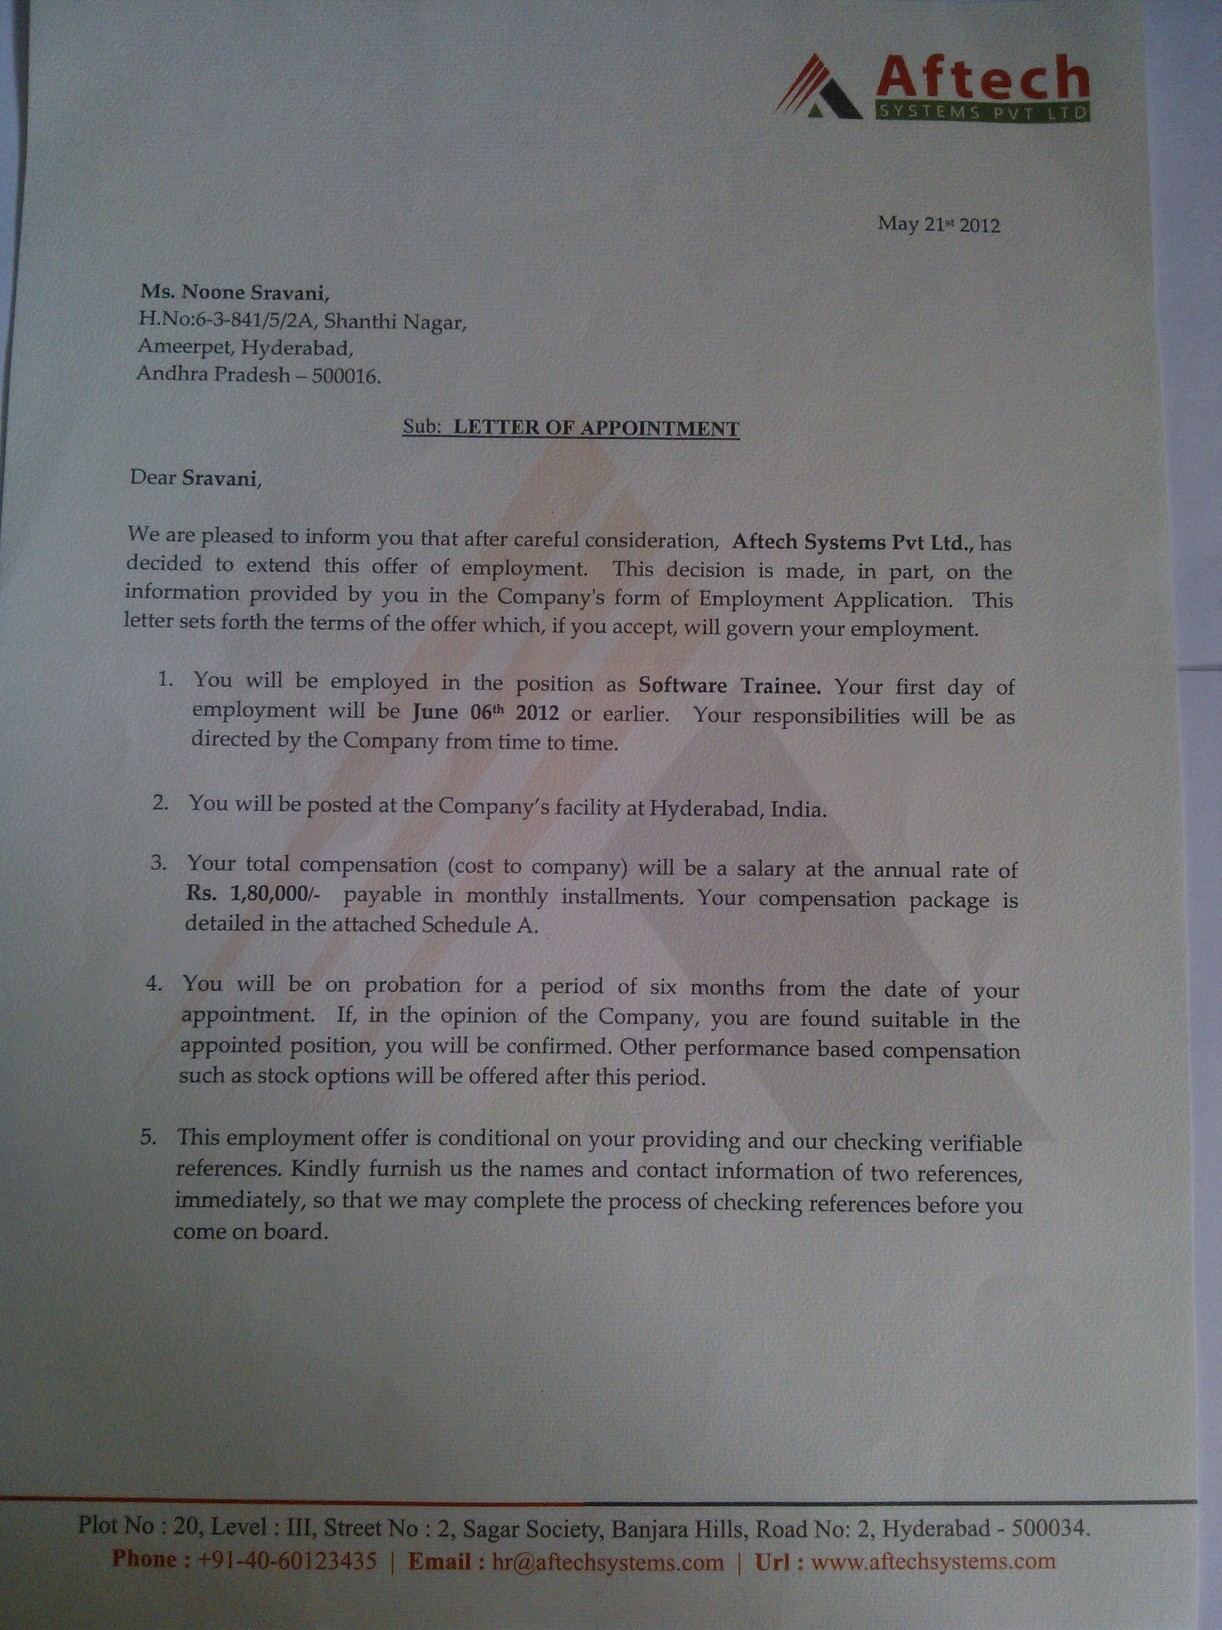 Aftech
SYSTEMS PVT LTD
May 21st 2012
Ms. Noone Sravani,
H.No:6-3-841/5/2A, Shanthi Nagar,
Ameerpet, Hyderabad,
Andhra Pradesh – 500016.
Sub: LETTER OF APPOINTMENT
Dear Sravani,
We are pleased to inform you that after careful consideration, Aftech Systems Pvt Ltd., has
decided to extend this offer of employment. This decision is made, in part, on the
information provided by you in the Company's form of Employment Application. This
letter sets forth the terms of the offer which, if you accept, will govern your employment.
1. You will be employed in the position as Software Trainee. Your first day of
employment will be June 06th 2012 or earlier. Your responsibilities will be as
directed by the Company from time to time.
2. You will be posted at the Company's facility at Hyderabad, India.
3. Your total compensation (cost to company) will be a salary at the annual rate of
Rs. 1,80,000/- payable in monthly installments. Your compensation package is
detailed in the attached Schedule A.
4. You will be on probation for a period of six months from the date of your
appointment. If, in the opinion of the Company, you are found suitable in the
appointed position, you will be confirmed. Other performance based compensation
such as stock options will be offered after this period.
5. This employment offer is conditional on your providing and our checking verifiable
references. Kindly furnish us the names and contact information of two references,
immediately, so that we may complete the process of checking references before you
come on board.
Plot No : 20, Level : III, Street No : 2, Sagar Society, Banjara Hills, Road No: 2, Hyderabad - 500034.
Phone : +91-40-60123435 | Email : hr@aftechsystems.com | Url : www.aftechsystems.com